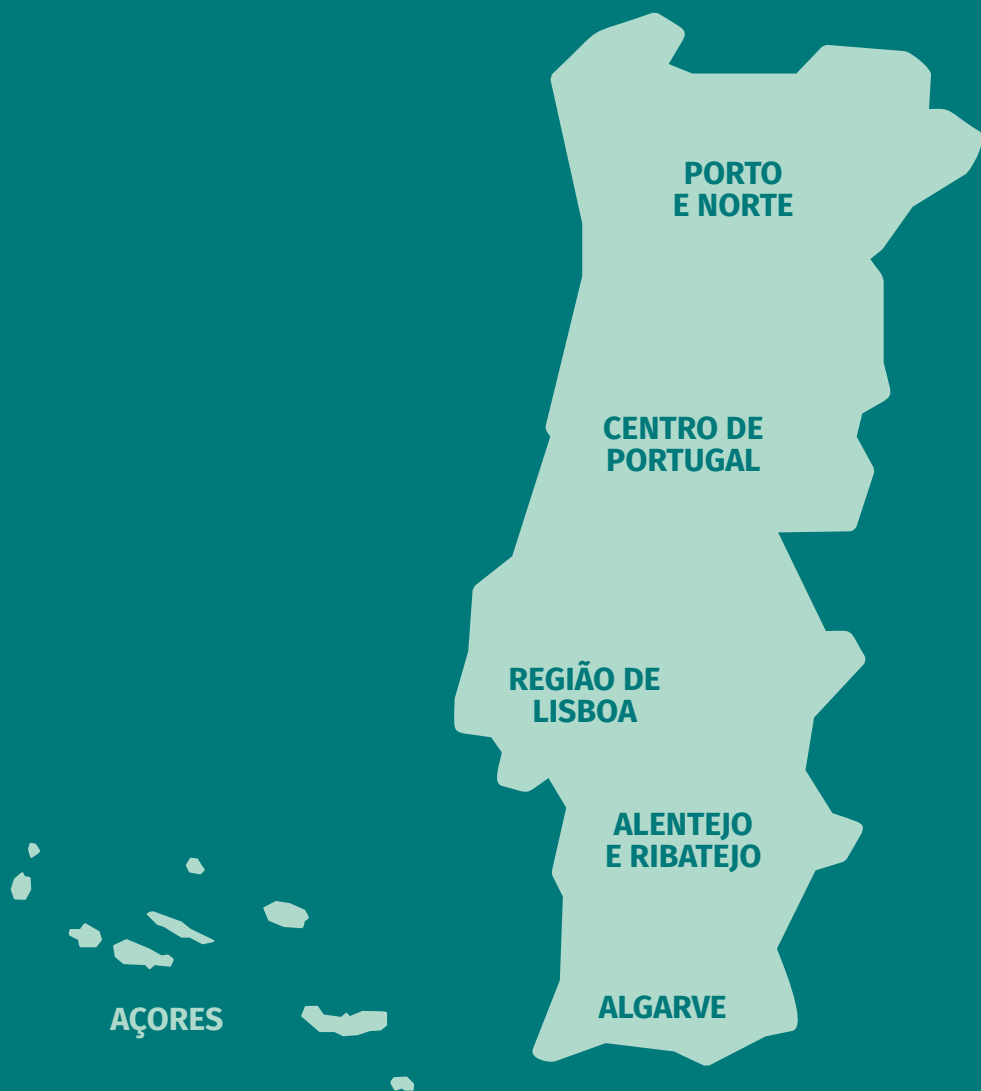 PORTO
E NORTE
CENTRO DE
PORTUGAL
REGIÃO DE
LISBOA
ALENTEJO
E RIBATEJO
ALGARVE
AÇORES